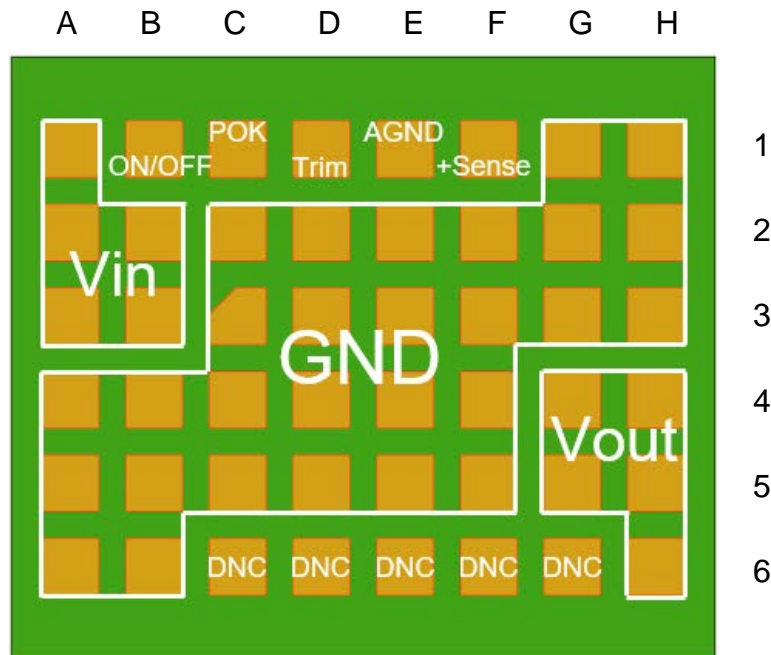 A B C D E F G H
POK AGND
1
ON/OFF Trim +Sense
2
Vin
3
GND
4
Vout
5
DNC DNC DNC DNC DNC
6